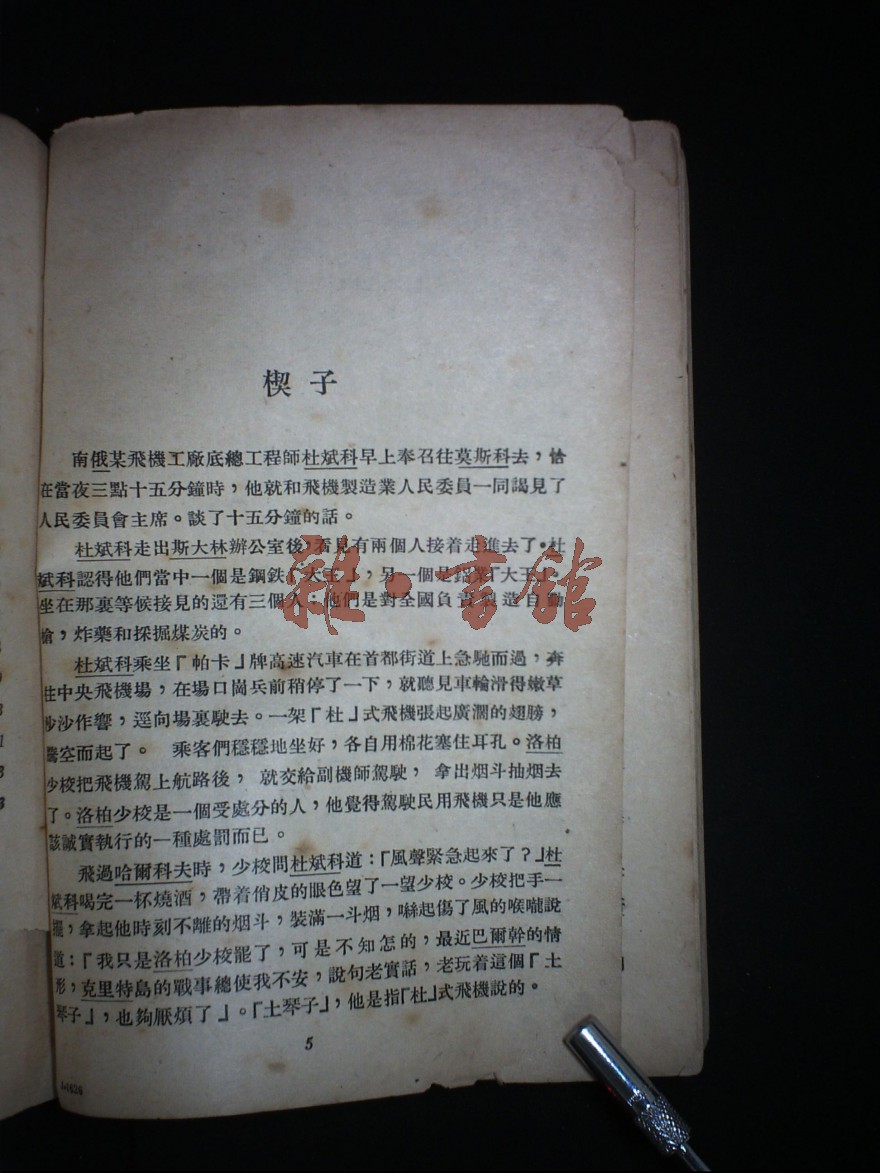 楔子
南俄某飛機工廠底總工程師杜斌科早上奉召往莫斯科去，恰
在當夜三點十五分鐘時，他就和飛機製造業人民委員一同謁見了
人民委員會主席。談了十五分鐘的話。
杜斌科走出斯大林辦公室後，看見有兩個人接着走進去了。杜
斌科認得他們當中一個是鋼鉄「大王」，另一個是鋁業「大王」。
坐在那裏等候接見的還有三個人：他們是對全國負責製造自動
槍，炸藥和採掘煤炭的。
杜斌科乘坐「帕卡」牌高速汽車在首都街道上急馳而過，奔
往中央飛機場，在場口崗兵前稍停了一下，就聽見車輪滑得嫩草
沙沙作響，逕向場裏駛去。一架「杜」式飛機張起廣濶的翅膀，
騰空而起了。 乘客們穩穩地坐好，各自用棉花塞住耳孔。洛柏
少校把飛機駕上航路後， 就交給副機師駕駛， 拿出烟斗抽烟去
了。洛柏少校是一個受處分的人，他覺得駕駛民用飛機只是他應
該誠實執行的一種處罰而已。
飛過哈爾科夫時，少校問杜斌科道：「風聲緊急起來了？」杜
斌科喝完一杯燒酒，帶着俏皮的眼色望了一望少校。少校把手一
擺，拿起他時刻不離的烟斗，裝滿一斗烟，嘶起傷了風的喉嚨說
道：「我只是洛柏少校罷了，可是不知怎的，最近巴爾幹的情
形，克里特島的戰事總使我不安，說句老實話，老玩着這個「土
琴子」，也夠厭煩了」。「土琴子」，他是指「杜」式飛機說的。
5
雜·書館